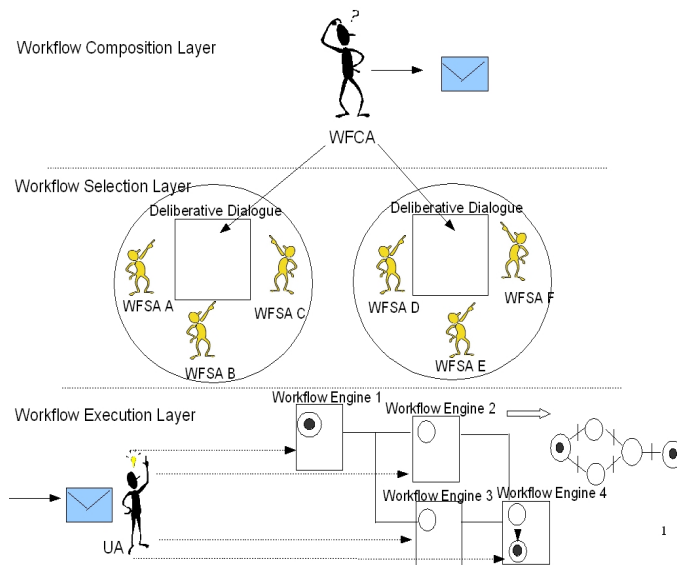 ?
Workflow Composition Layer
WFCA
Workflow Selection Layer
Deliberative Dialogue
Deliberative Dialogue
WFSA A
WFSA C
WFSA B
WFSA D
WFSA F
WFSA E
Workflow Execution Layer
Workflow Engine 1
Workflow Engine 2
Workflow Engine 3
Workflow Engine 4
UA
1